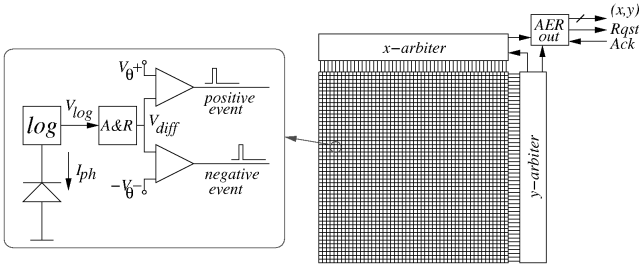 V_θ+
V_log
log
A&R
V_diff
I_ph
positive
event
-V_θ-
negative
event
x-arbiter
y-arbiter
AER
out
(x,y)
Rqst
Ack